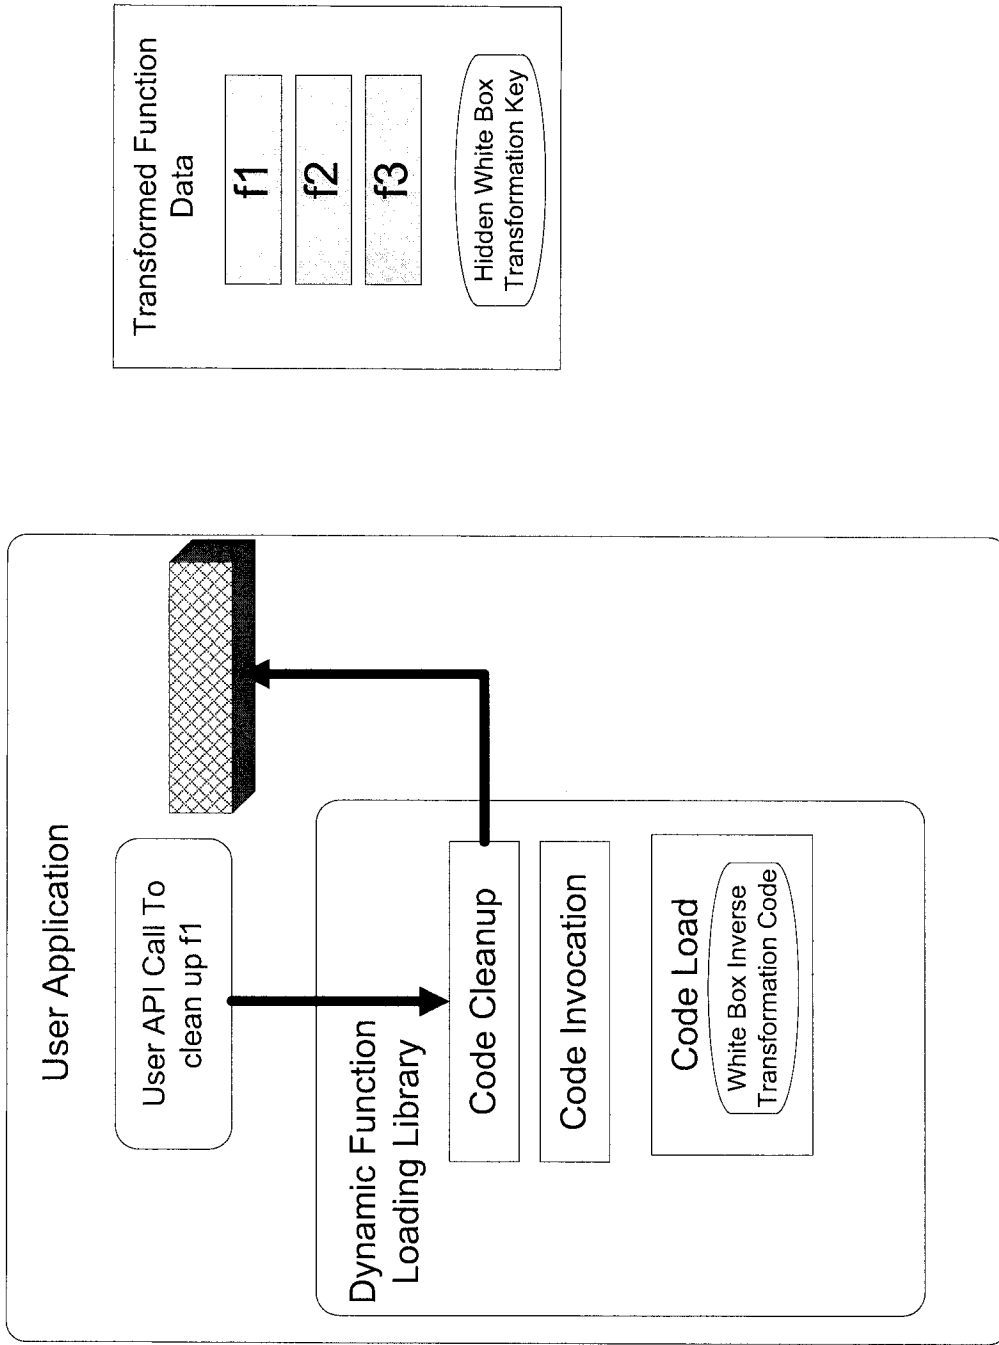 User Application
User API Call To
clean up f1
Dynamic Function
Loading Library
Code Cleanup
Code Invocation
Code Load
White Box Inverse
Transformation Code
Transformed Function
Data
f1
f2
f3
Hidden White Box
Transformation Key